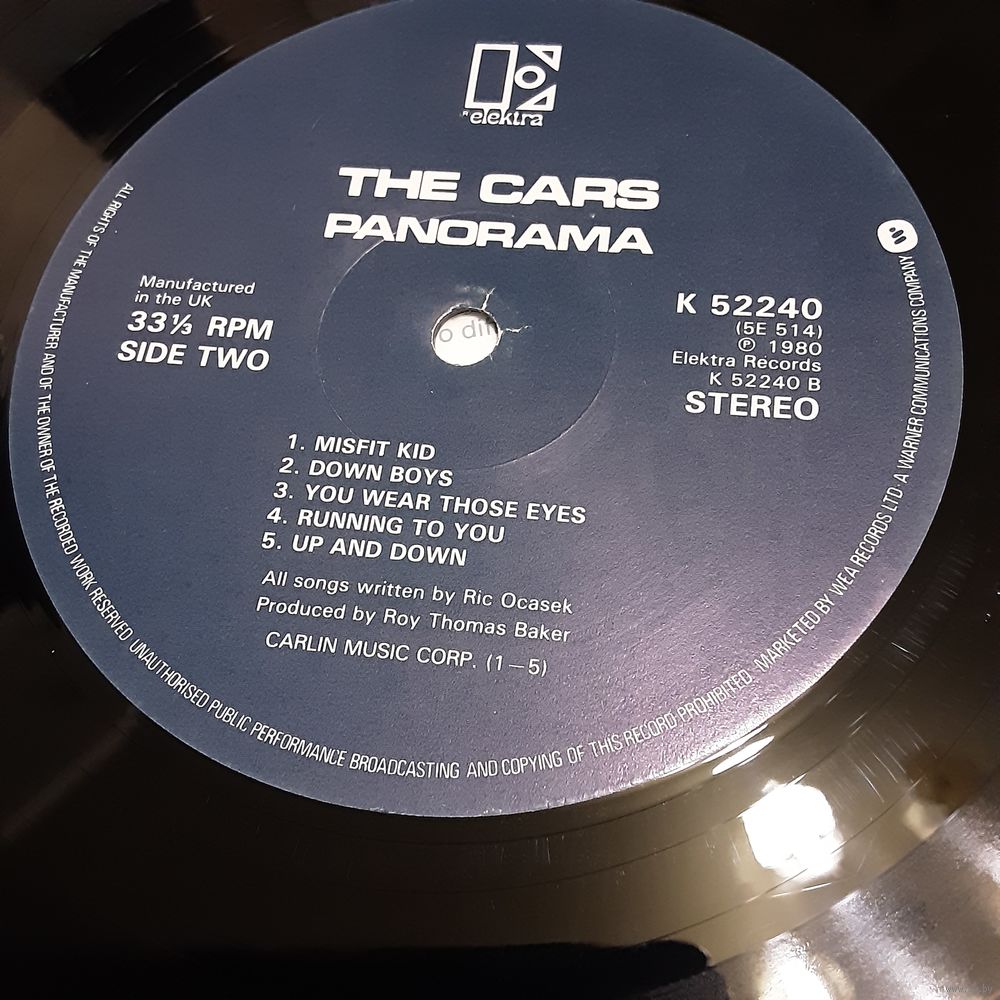 elektra
THE CARS
PANORAMA
Manufactured
in the UK
33⅓ RPM
SIDE TWO
K 52240
(5E 514)
Ⓟ 1980
Elektra Records
K 52240 B
STEREO
1. MISFIT KID
2. DOWN BOYS
3. YOU WEAR THOSE EYES
4. RUNNING TO YOU
5. UP AND DOWN
All songs written by Ric Ocasek
Produced by Roy Thomas Baker
CARLIN MUSIC CORP. (1—5)
ALL RIGHTS OF THE MANUFACTURER AND OF THE OWNER OF THE RECORDED WORK RESERVED. UNAUTHORISED PUBLIC PERFORMANCE BROADCASTING AND COPYING OF THIS RECORD PROHIBITED · MARKETED BY WEA RECORDS LTD · A WARNER COMMUNICATIONS COMPANY